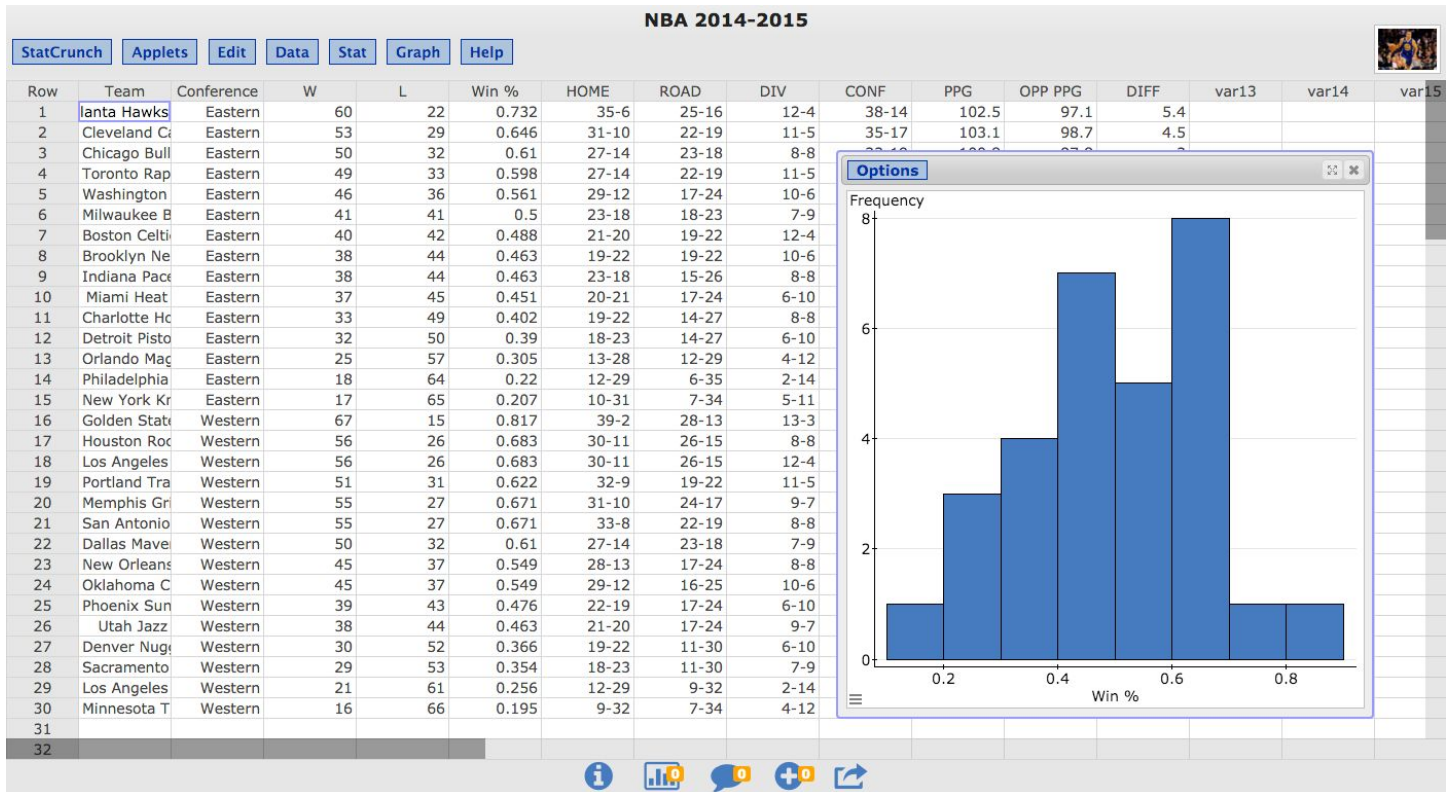 NBA 2014-2015
StatCrunch Applets Edit Data Stat Graph Help
Row Team Conference W L Win % HOME ROAD DIV CONF PPG OPP PPG DIFF var13 var14 var15
1 lanta Hawks Eastern 60 22 0.732 35-6 25-16 12-4 38-14 102.5 97.1 5.4
2 Cleveland Ca Eastern 53 29 0.646 31-10 22-19 11-5 35-17 103.1 98.7 4.5
3 Chicago Bull Eastern 50 32 0.61 27-14 23-18 8-8
4 Toronto Rap Eastern 49 33 0.598 27-14 22-19 11-5
5 Washington Eastern 46 36 0.561 29-12 17-24 10-6
6 Milwaukee B Eastern 41 41 0.5 23-18 18-23 7-9
7 Boston Celti Eastern 40 42 0.488 21-20 19-22 12-4
8 Brooklyn Ne Eastern 38 44 0.463 19-22 19-22 10-6
9 Indiana Pace Eastern 38 44 0.463 23-18 15-26 8-8
10 Miami Heat Eastern 37 45 0.451 20-21 17-24 6-10
11 Charlotte Ho Eastern 33 49 0.402 19-22 14-27 8-8
12 Detroit Pisto Eastern 32 50 0.39 18-23 14-27 6-10
13 Orlando Mag Eastern 25 57 0.305 13-28 12-29 4-12
14 Philadelphia Eastern 18 64 0.22 12-29 6-35 2-14
15 New York Kr Eastern 17 65 0.207 10-31 7-34 5-11
16 Golden State Western 67 15 0.817 39-2 28-13 13-3
17 Houston Roc Western 56 26 0.683 30-11 26-15 8-8
18 Los Angeles Western 56 26 0.683 30-11 26-15 12-4
19 Portland Tra Western 51 31 0.622 32-9 19-22 11-5
20 Memphis Gri Western 55 27 0.671 31-10 24-17 9-7
21 San Antonio Western 55 27 0.671 33-8 22-19 8-8
22 Dallas Mave Western 50 32 0.61 27-14 23-18 7-9
23 New Orleans Western 45 37 0.549 28-13 17-24 8-8
24 Oklahoma C Western 45 37 0.549 29-12 16-25 10-6
25 Phoenix Sun Western 39 43 0.476 22-19 17-24 6-10
26 Utah Jazz Western 38 44 0.463 21-20 17-24 9-7
27 Denver Nugg Western 30 52 0.366 19-22 11-30 6-10
28 Sacramento Western 29 53 0.354 18-23 11-30 7-9
29 Los Angeles Western 21 61 0.256 12-29 9-32 2-14
30 Minnesota T Western 16 66 0.195 9-32 7-34 4-12
31
32
Options
Frequency
8
6
4
2
0
0.2 0.4 0.6 0.8
Win %
0 0 0